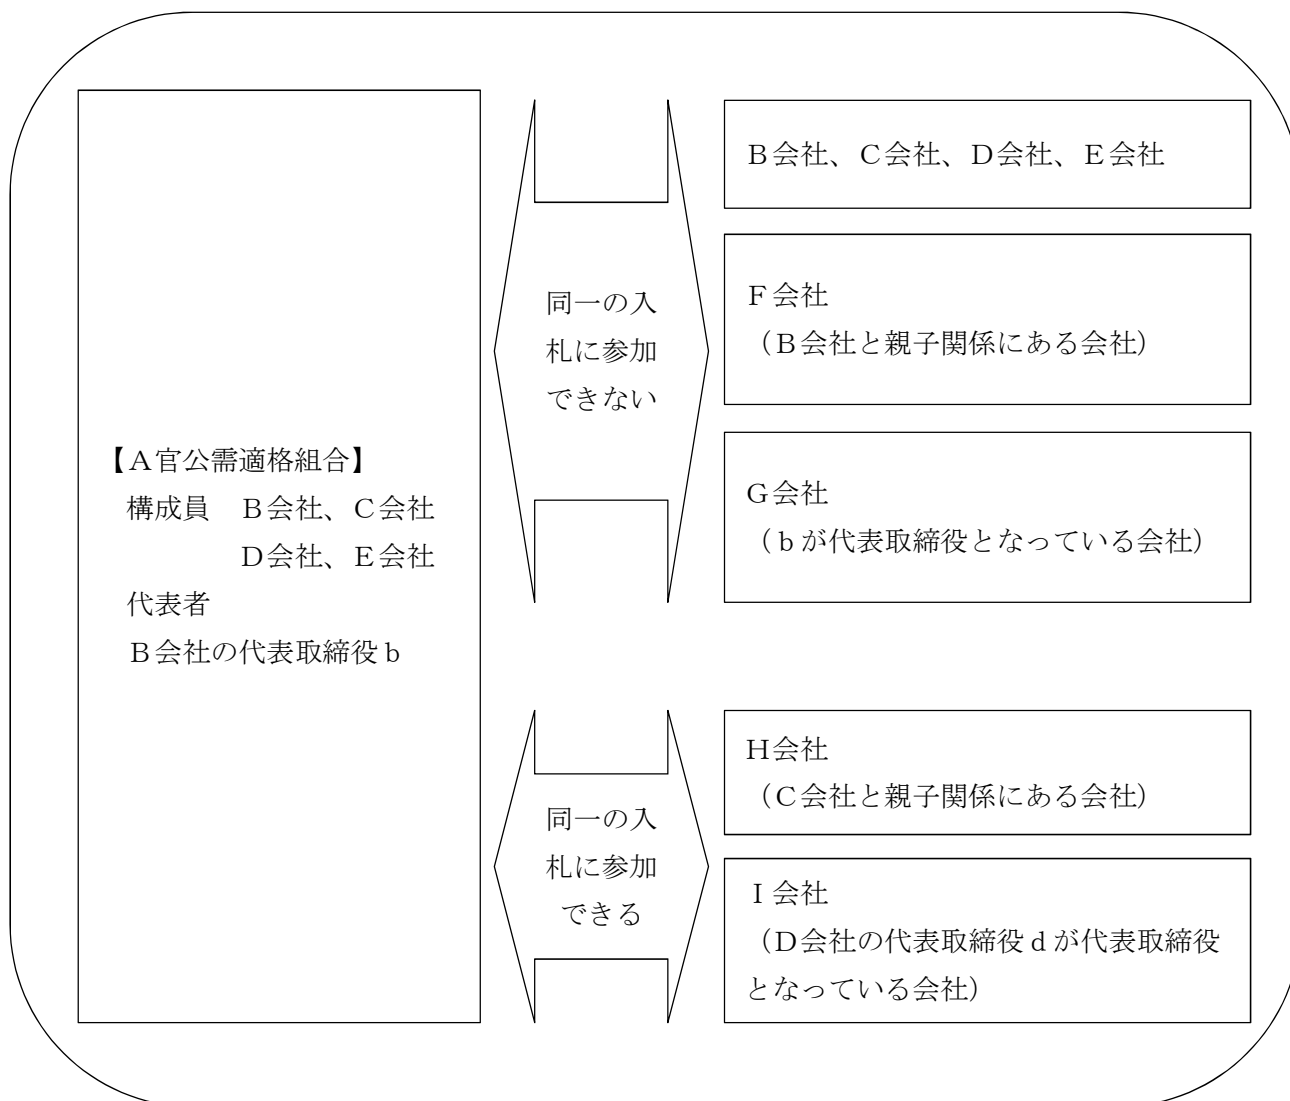 【Ａ官公需適格組合】
構成員　Ｂ会社、Ｃ会社
Ｄ会社、Ｅ会社
代表者
Ｂ会社の代表取締役ｂ
同一の入
札に参加
できない
Ｂ会社、Ｃ会社、Ｄ会社、Ｅ会社
Ｆ会社
（Ｂ会社と親子関係にある会社）
Ｇ会社
（ｂが代表取締役となっている会社）
同一の入
札に参加
できる
Ｈ会社
（Ｃ会社と親子関係にある会社）
Ｉ会社
（Ｄ会社の代表取締役ｄが代表取締役
となっている会社）